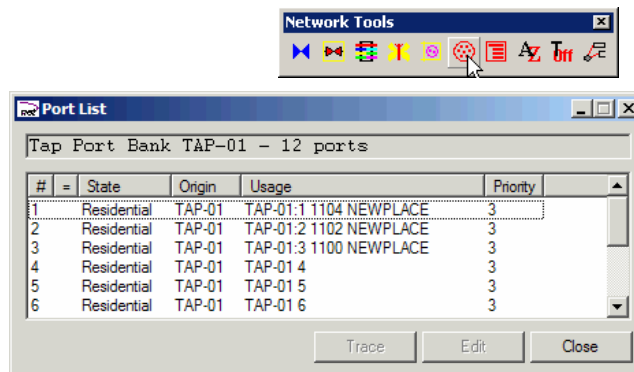 Network Tools
AZ Toff
Port List
Tap Port Bank TAP-01 - 12 ports
# = State Origin Usage Priority
1 Residential TAP-01 TAP-01:1 1104 NEWPLACE 3
2 Residential TAP-01 TAP-01:2 1102 NEWPLACE 3
3 Residential TAP-01 TAP-01:3 1100 NEWPLACE 3
4 Residential TAP-01 TAP-01 4 3
5 Residential TAP-01 TAP-01 5 3
6 Residential TAP-01 TAP-01 6 3
Trace Edit Close